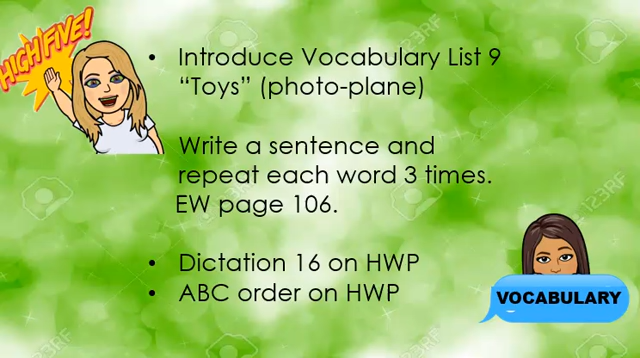 HIGH FIVE!
• Introduce Vocabulary List 9
“Toys” (photo-plane)
Write a sentence and
repeat each word 3 times.
EW page 106.
• Dictation 16 on HWP
• ABC order on HWP
VOCABULARY
123RF